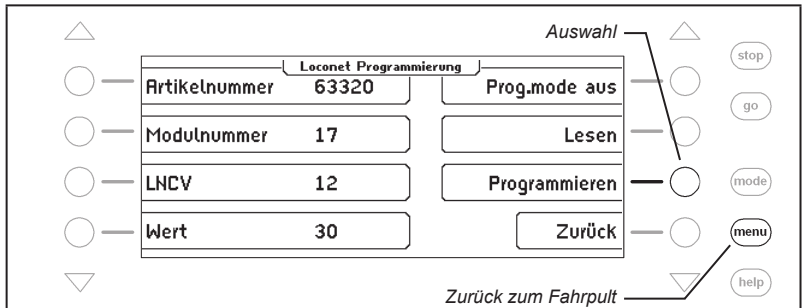 Auswahl
stop
Loconet Programmierung
Artikelnummer 63320 Prog.mode aus
go
Modulnummer 17 Lesen
LNCV 12 Programmieren
mode
Wert 30 Zurück
menu
help
Zurück zum Fahrpult